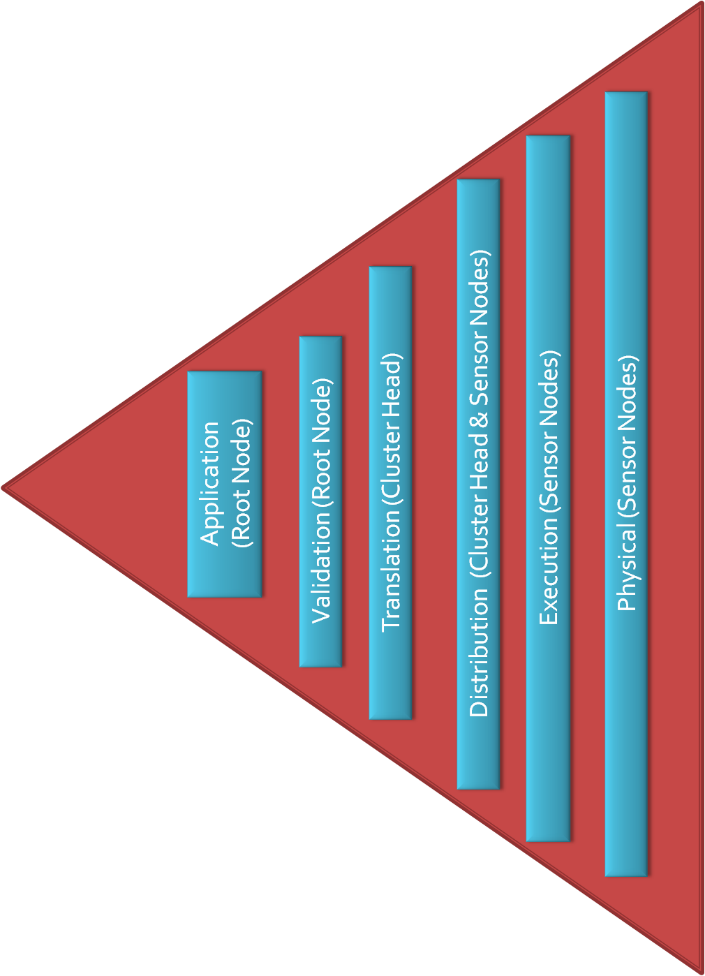 Application
(Root Node)
Validation (Root Node)
Translation (Cluster Head)
Distribution  (Cluster Head & Sensor Nodes)
Execution (Sensor Nodes)
Physical (Sensor Nodes)